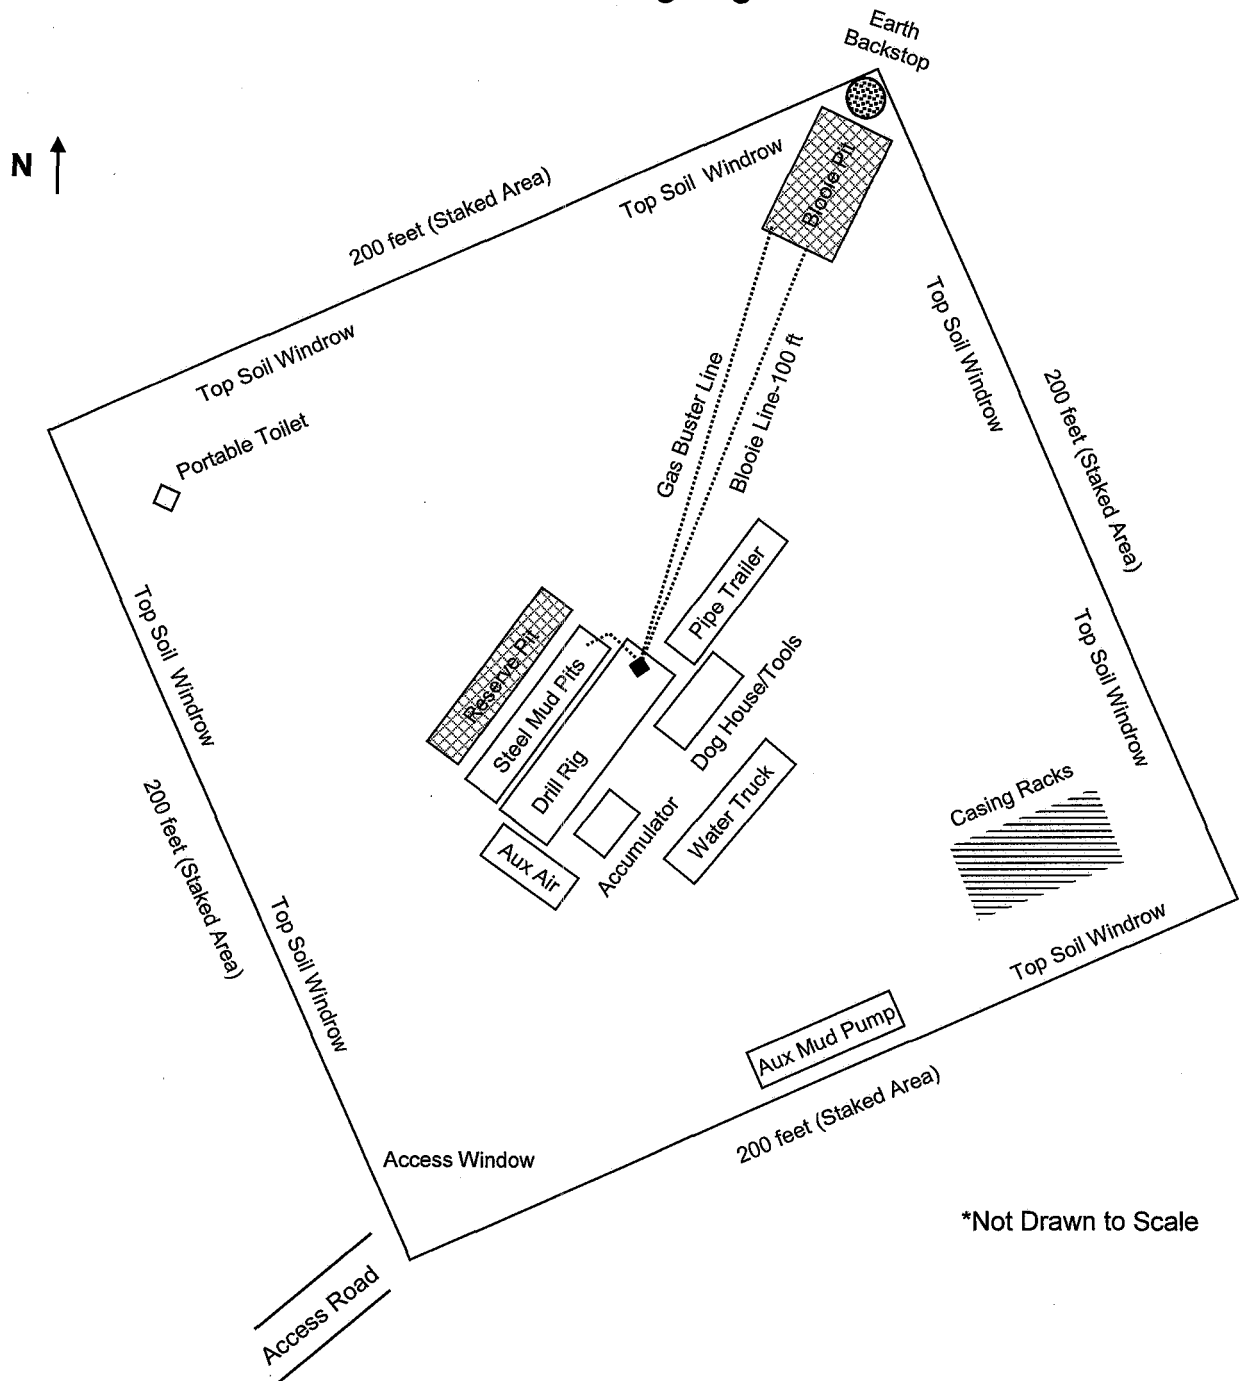 Earth
Backstop
N
Top Soil Windrow
Blooie Pit
200 feet (Staked Area)
Top Soil Windrow
Top Soil Windrow
Portable Toilet
Gas Buster Line
Blooie Line-100 ft
200 feet (Staked Area)
Pipe Trailer
Reserve Pit
Steel Mud Pits
Drill Rig
Dog House/Tools
Top Soil Windrow
Top Soil Windrow
200 feet (Staked Area)
Aux Air
Accumulator
Water Truck
Casing Racks
Top Soil Windrow
Top Soil Windrow
Aux Mud Pump
200 feet (Staked Area)
Access Window
*Not Drawn to Scale
Access Road